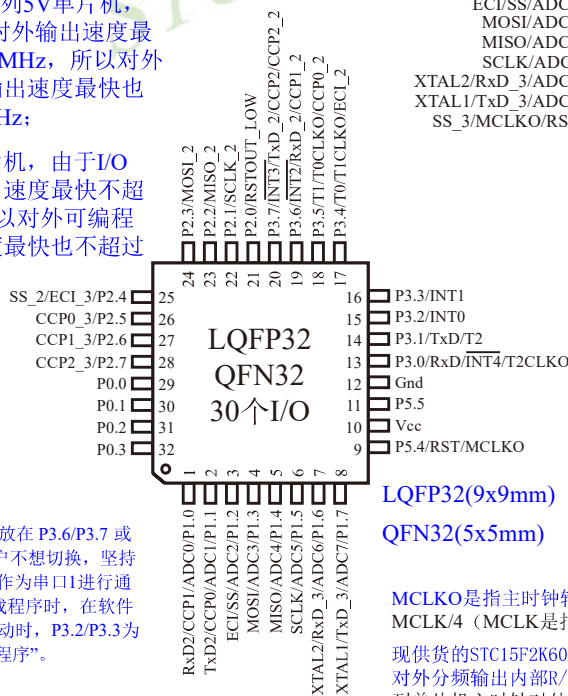 列5V单片机，
对外输出速度最
MHz，所以对外
出速度最快也
Hz；
机，由于I/O
速度最快不超
以对外可编程
度最快也不超过
ECI/SS/ADC
MOSI/ADC
MISO/ADC
SCLK/ADC
XTAL2/RxD_3/ADC
XTAL1/TxD_3/ADC
SS_3/MCLKO/RS
P2.3/MOSI_2
P2.2/MISO_2
P2.1/SCLK_2
P2.0/RSTOUT_LOW
P3.7/INT3/TxD_2/CCP2/CCP2_2
P3.6/INT2/RxD_2/CCP1_2
P3.5/T1/T0CLKO/CCP0_2
P3.4/T0/T1CLKO/ECI_2
24 23 22 21 20 19 18 17
SS_2/ECI_3/P2.4 25
CCP0_3/P2.5 26
CCP1_3/P2.6 27
CCP2_3/P2.7 28
P0.0 29
P0.1 30
P0.2 31
P0.3 32
LQFP32
QFN32
30个I/O
16 P3.3/INT1
15 P3.2/INT0
14 P3.1/TxD/T2
13 P3.0/RxD/INT4/T2CLKO
12 Gnd
11 P5.5
10 Vcc
9 P5.4/RST/MCLKO
1 2 3 4 5 6 7 8
RxD2/CCP1/ADC0/P1.0
TxD2/CCP0/ADC1/P1.1
ECI/SS/ADC2/P1.2
MOSI/ADC3/P1.3
MISO/ADC4/P1.4
SCLK/ADC5/P1.5
XTAL2/RxD_3/ADC6/P1.6
XTAL1/TxD_3/ADC7/P1.7
LQFP32(9x9mm)
QFN32(5x5mm)
放在 P3.6/P3.7 或
户不想切换，坚持
作为串口1进行通
载程序时，在软件
动时，P3.2/P3.3为
程序”。
MCLKO是指主时钟输
MCLK/4（MCLK是指
现供货的STC15F2K60
对外分频输出内部R/